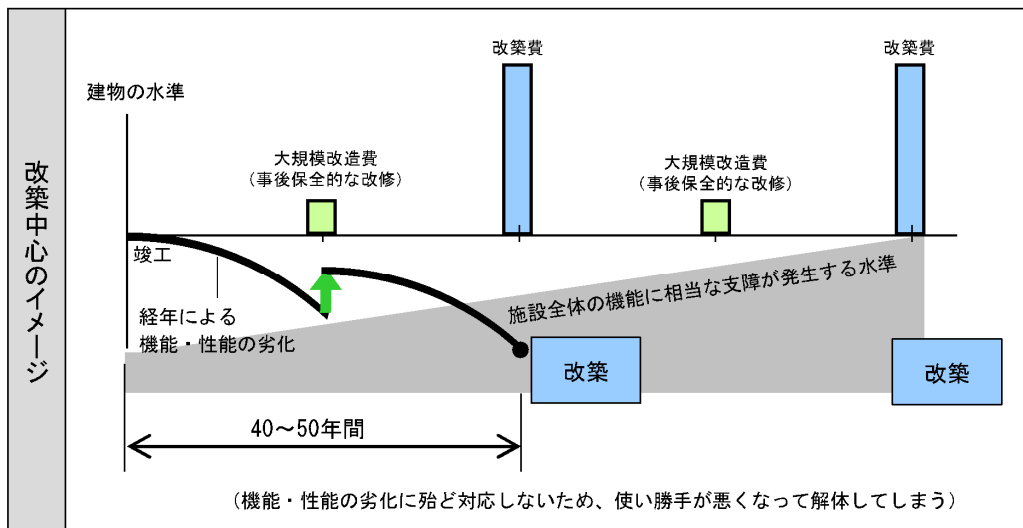 改築中心のイメージ
改築費
改築費
建物の水準
大規模改造費
(事後保全的な改修)
大規模改造費
(事後保全的な改修)
竣工
施設全体の機能に相当な支障が発生する水準
経年による
機能・性能の劣化
改築
改築
40～50年間
(機能・性能の劣化に殆ど対応しないため、使い勝手が悪くなって解体してしまう)